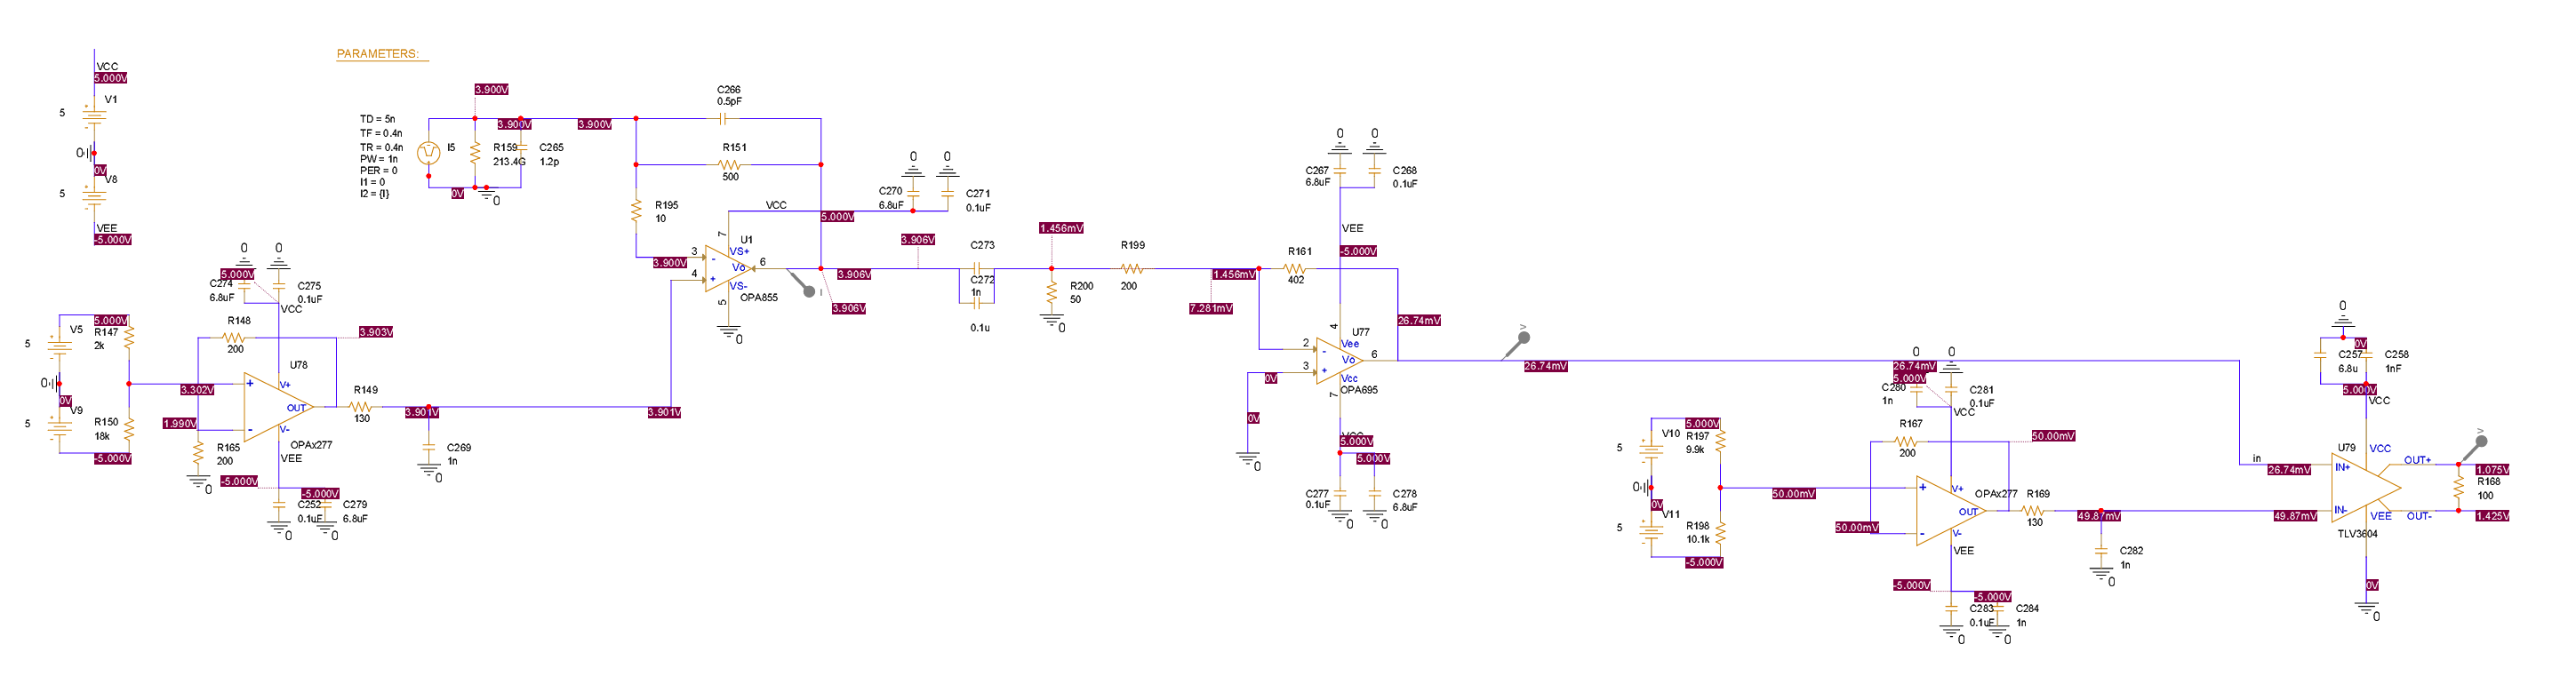 PARAMETERS:
VCC
5.000V
5
V1
0
0V
V8
5
VEE
-5.000V
TD = 5n
TF = 0.4n
TR = 0.4n
PW = 1n
PER = 0
I1 = 0
I2 = {I}
I5
3.900V
R159
213.4G
3.900V
C265
1.2p
0V
0
3.900V
C266
0.5pF
R151
500
R195
10
3.900V
3
4
7
5
6
U1
VS+
Vo
VS-
-
+
OPA855
0
VCC
5.000V
0
0
C270
6.8uF
C271
0.1uF
3.906V
3.906V
3.906V
I
C273
C272
1n
0.1u
1.456mV
R200
50
0
R199
200
1.456mV
7.281mV
R161
402
0
0
C267
6.8uF
C268
0.1uF
VEE
-5.000V
4
2
3
7
6
U77
Vee
Vo
Vcc
-
+
OPA695
0V
0V
0
26.74mV
VCC
5.000V
5.000V
C277
0.1uF
C278
6.8uF
0
0
V
26.74mV
0
0
5.000V
C274
6.8uF
C275
0.1uF
VCC
5
V5
5.000V
R147
2k
0
0V
V9
5
R150
18k
-5.000V
3.302V
1.990V
R148
200
3.903V
U78
+
-
V+
OUT
V-
OPAx277
R165
200
0
VEE
-5.000V
-5.000V
C252
0.1uF
C279
6.8uF
0
0
R149
130
3.901V
C269
1n
0
3.901V
5
V10
5.000V
R197
9.9k
0
0V
V11
5
R198
10.1k
-5.000V
50.00mV
50.00mV
0
0
26.74mV
5.000V
C280
1n
C281
0.1uF
VCC
R167
200
50.00mV
+
-
V+
OUT
V-
OPAx277
VEE
-5.000V
-5.000V
C283
0.1uF
C284
1n
0
0
R169
130
49.87mV
C282
1n
0
49.87mV
in
26.74mV
0
0V
C257
6.8u
C258
1nF
5.000V
VCC
U79
VCC
IN+
IN-
VEE
OUT+
OUT-
TLV3604
0V
0
V
1.075V
R168
100
1.425V